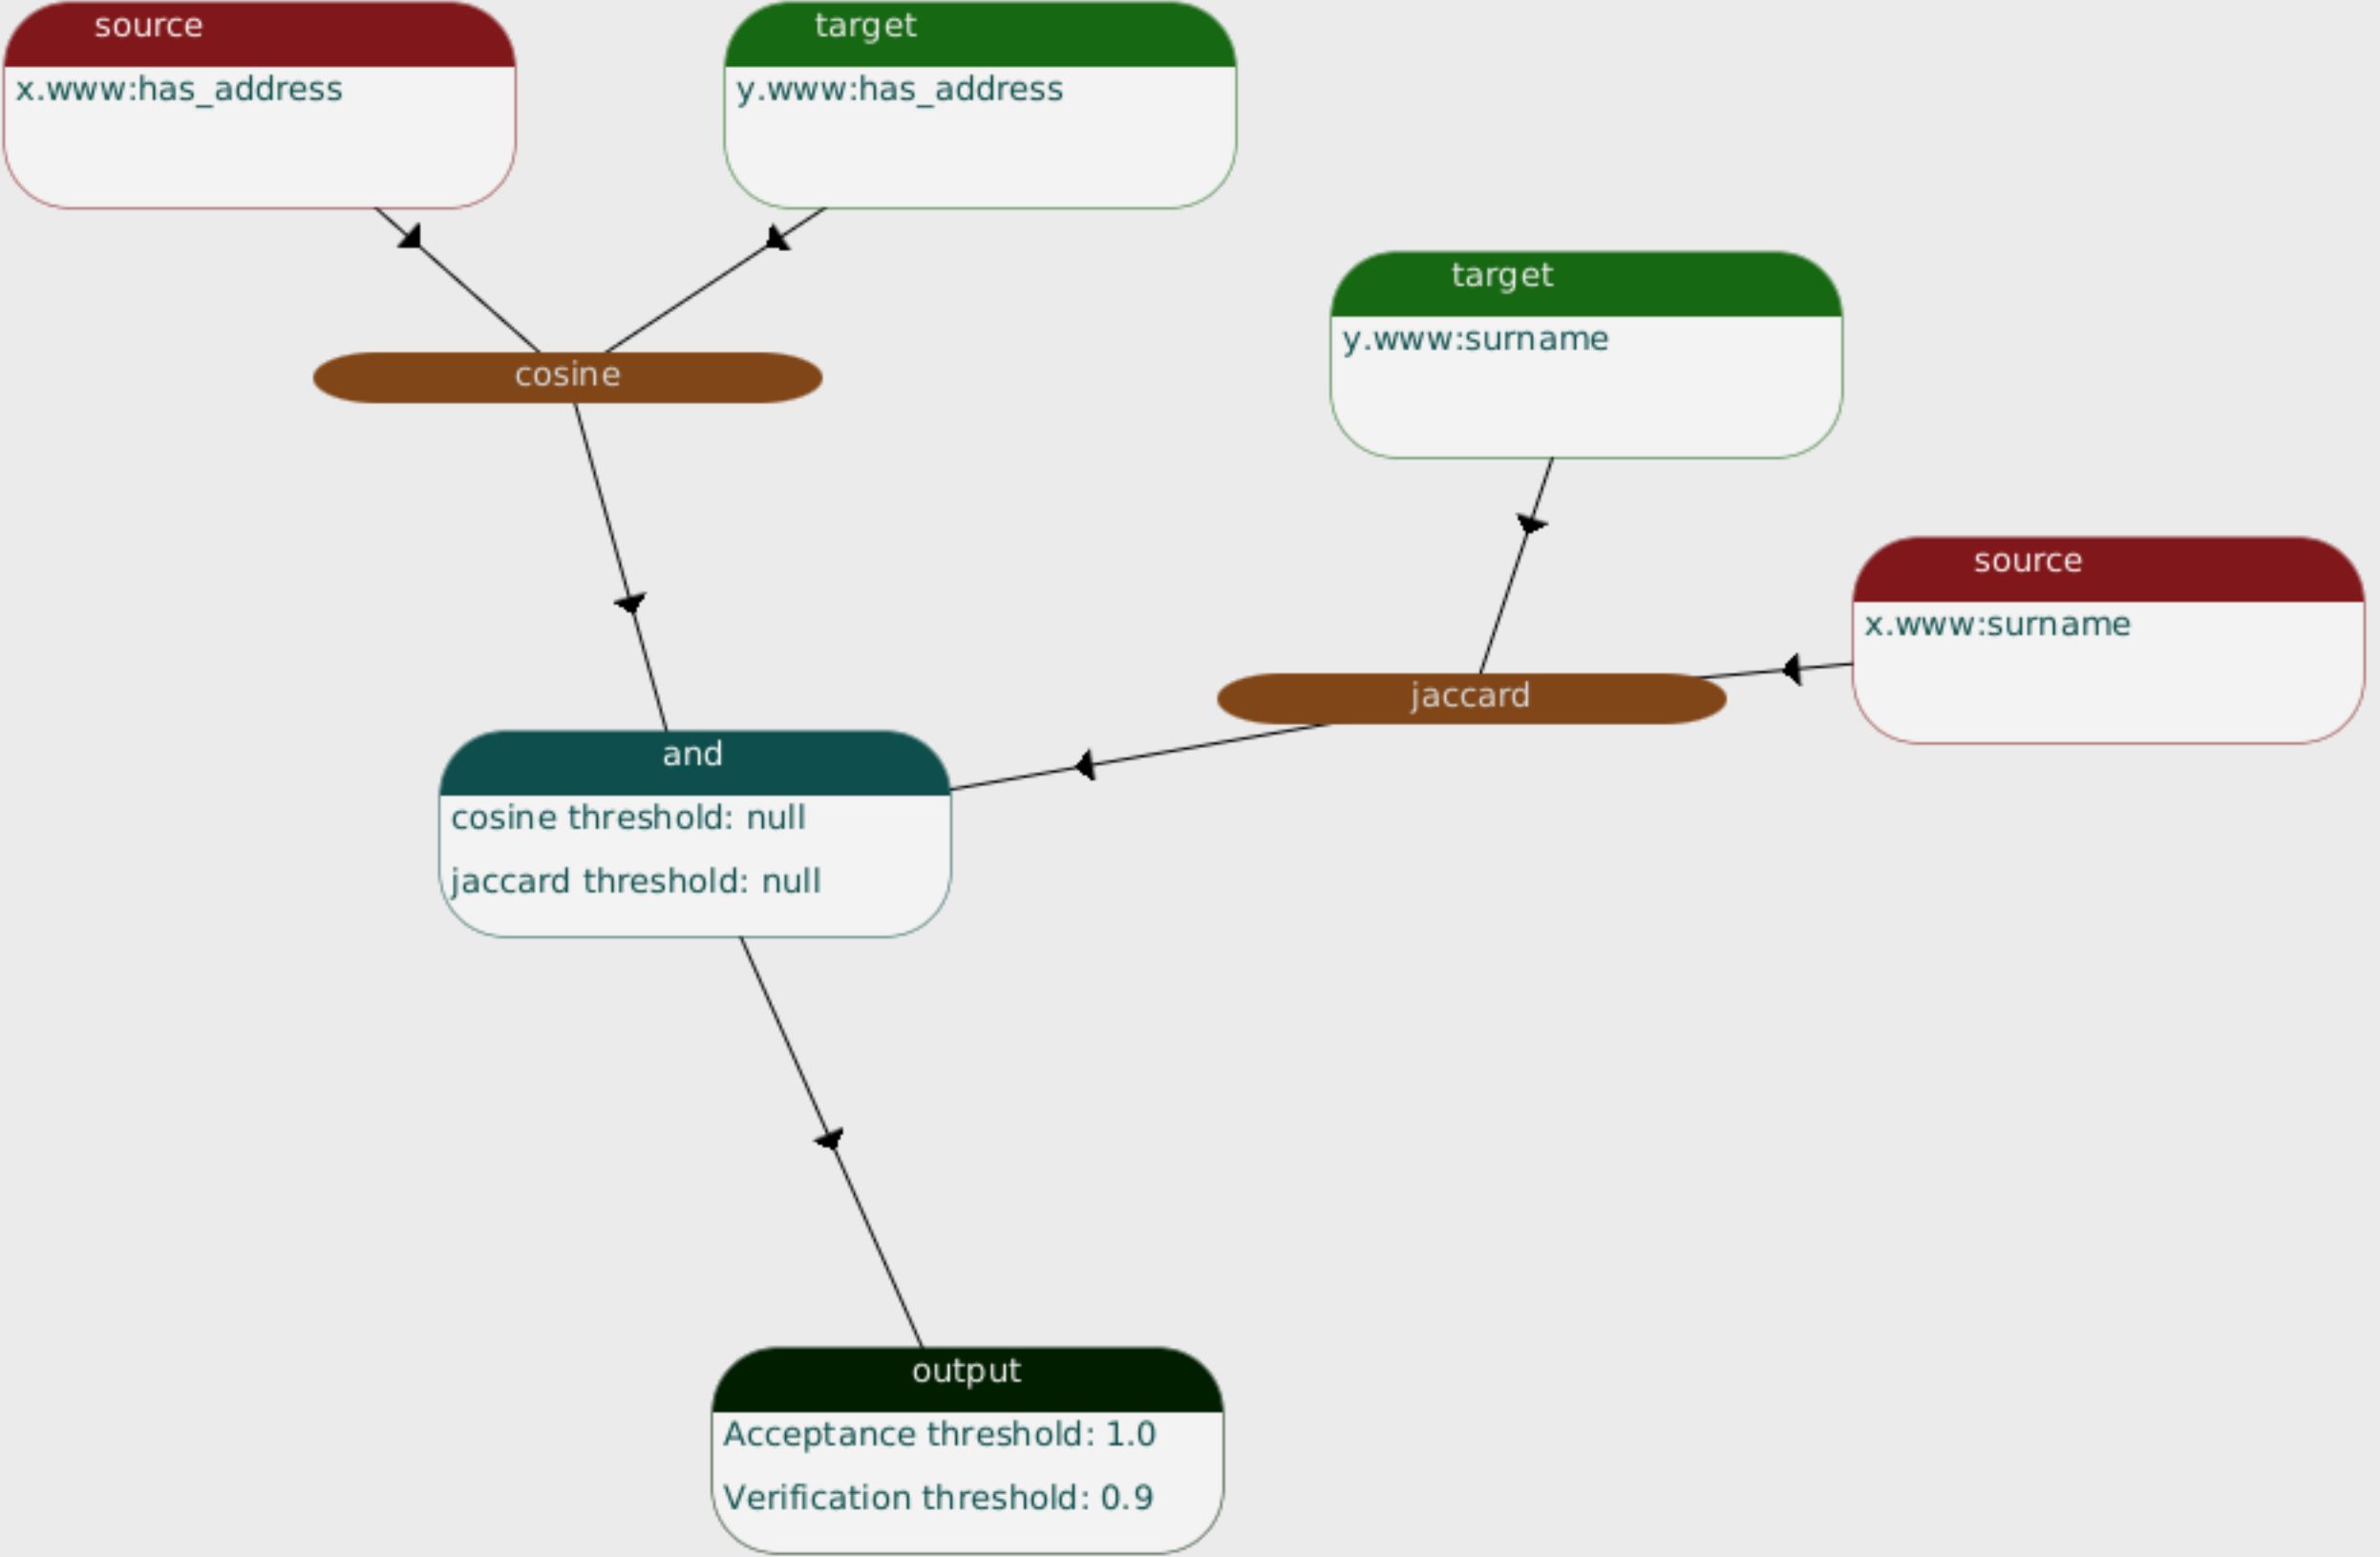 source
x.www:has_address
target
y.www:has_address
cosine
target
y.www:surname
source
x.www:surname
jaccard
and
cosine threshold: null
jaccard threshold: null
output
Acceptance threshold: 1.0
Verification threshold: 0.9